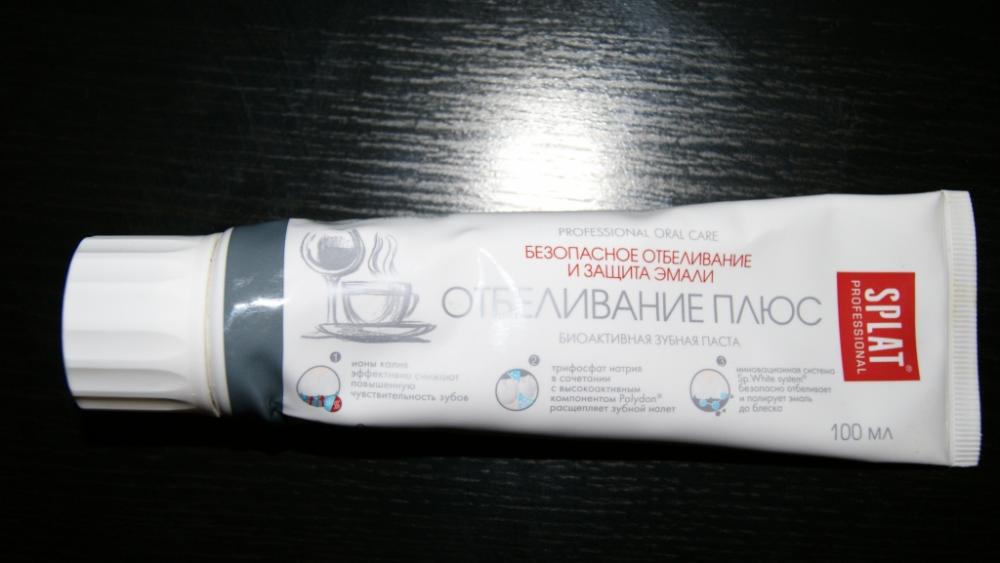 PROFESSIONAL ORAL CARE
БЕЗОПАСНОЕ ОТБЕЛИВАНИЕ
И ЗАЩИТА ЭМАЛИ
ОТБЕЛИВАНИЕ ПЛЮС
БИОАКТИВНАЯ ЗУБНАЯ ПАСТА
1
ионы калия
эффективно снижают
повышенную
чувствительность зубов
2
трифосфат натрия
в сочетании
с высокоактивным
компонентом Polydon®
расщепляет зубной налет
3
инновационная система
Sp.White system®
безопасно отбеливает
и полирует эмаль
до блеска
SPLAT®
PROFESSIONAL
100 МЛ